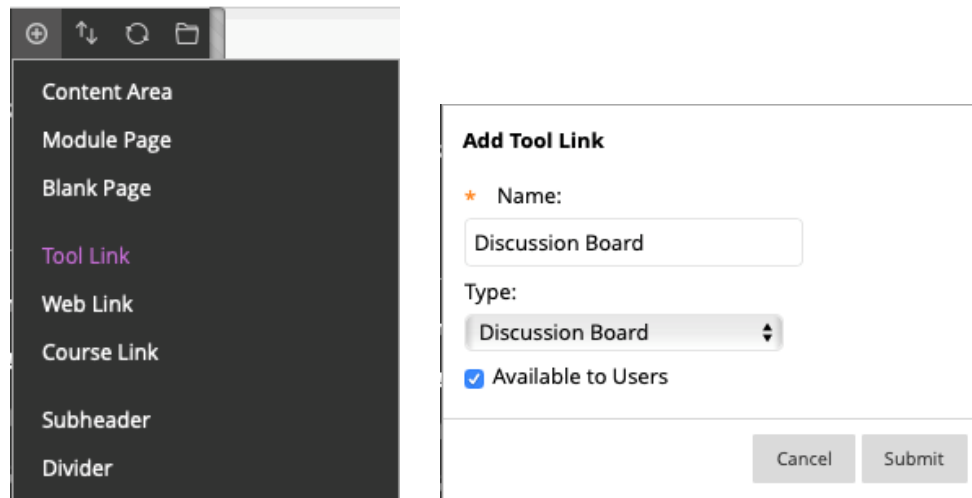 Content Area
Module Page
Blank Page
Tool Link
Web Link
Course Link
Subheader
Divider
Add Tool Link
* Name:
Discussion Board
Type:
Discussion Board
Available to Users
Cancel Submit